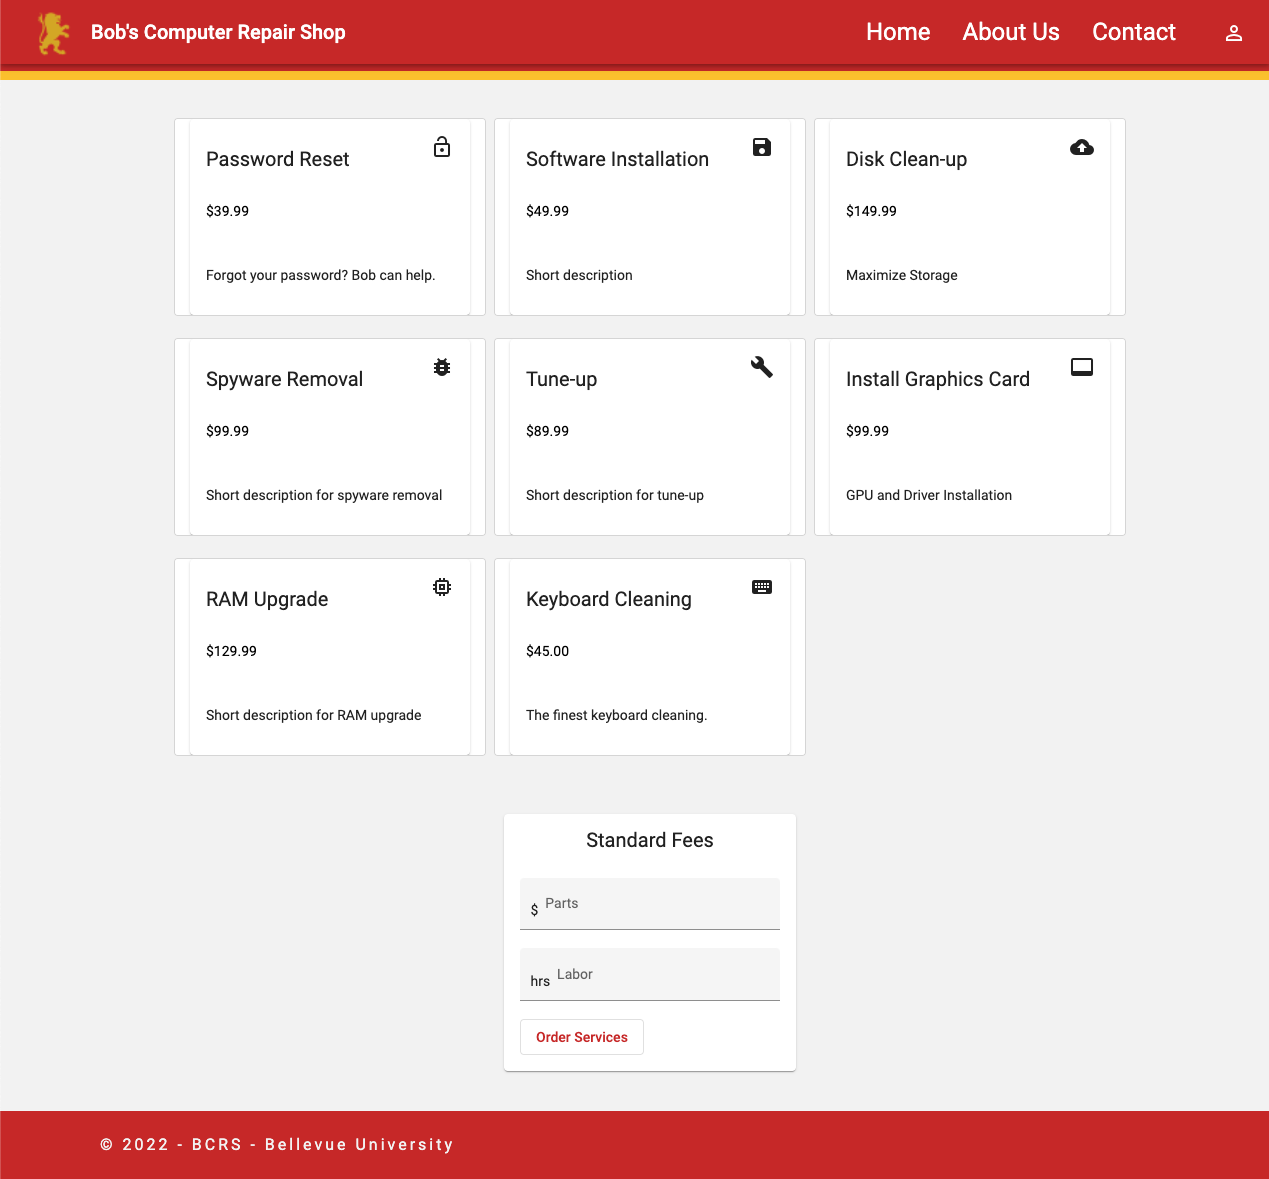 Bob's Computer Repair Shop
Home About Us Contact
Password Reset
$39.99
Forgot your password? Bob can help.
Software Installation
$49.99
Short description
Disk Clean-up
$149.99
Maximize Storage
Spyware Removal
$99.99
Short description for spyware removal
Tune-up
$89.99
Short description for tune-up
Install Graphics Card
$99.99
GPU and Driver Installation
RAM Upgrade
$129.99
Short description for RAM upgrade
Keyboard Cleaning
$45.00
The finest keyboard cleaning.
Standard Fees
$ Parts
hrs Labor
Order Services
© 2022 - BCRS - Bellevue University